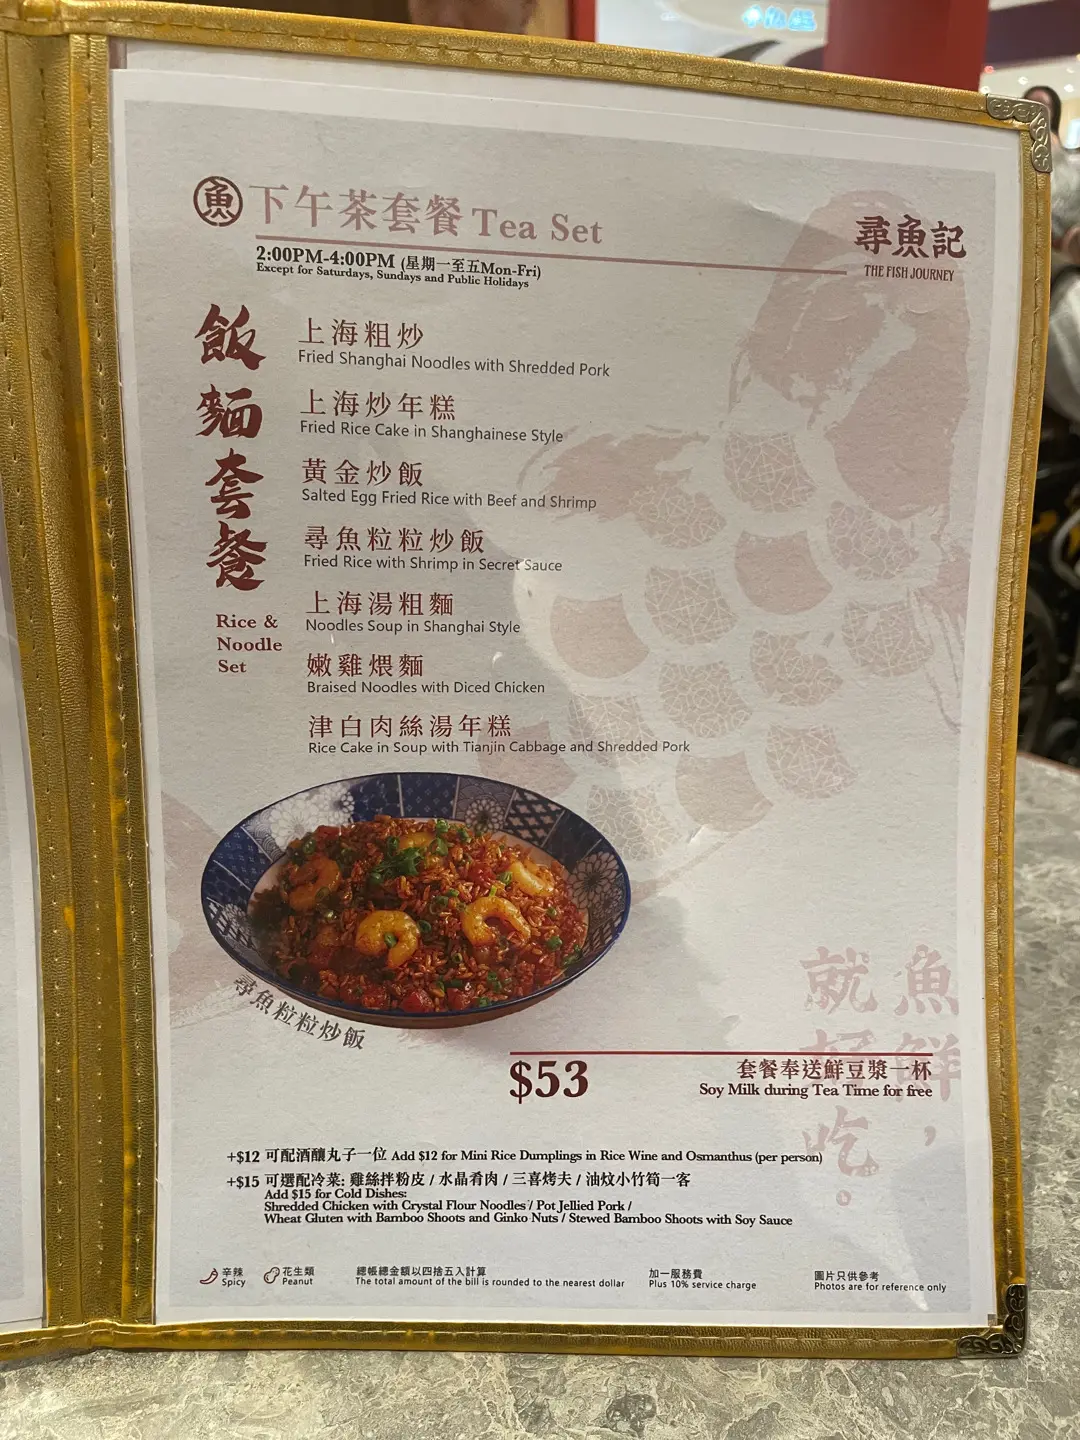 魚 下午茶套餐 Tea Set
尋魚記
THE FISH JOURNEY
2:00PM-4:00PM (星期一至五Mon-Fri)
Except for Saturdays, Sundays and Public Holidays
飯麵套餐
Rice &
Noodle
Set
上海粗炒
Fried Shanghai Noodles with Shredded Pork
上海炒年糕
Fried Rice Cake in Shanghainese Style
黃金炒飯
Salted Egg Fried Rice with Beef and Shrimp
尋魚粒粒炒飯
Fried Rice with Shrimp in Secret Sauce
上海湯粗麵
Noodles Soup in Shanghai Style
嫩雞煨麵
Braised Noodles with Diced Chicken
津白肉絲湯年糕
Rice Cake in Soup with Tianjin Cabbage and Shredded Pork
尋魚粒粒炒飯
魚鮮，
就好吃。
$53
套餐奉送鮮豆漿一杯
Soy Milk during Tea Time for free
+$12 可配酒釀丸子一位 Add $12 for Mini Rice Dumplings in Rice Wine and Osmanthus (per person)
+$15 可選配冷菜: 雞絲拌粉皮 / 水晶肴肉 / 三喜烤夫 / 油炆小竹筍一客
Add $15 for Cold Dishes:
Shredded Chicken with Crystal Flour Noodles / Pot Jellied Pork /
Wheat Gluten with Bamboo Shoots and Ginko Nuts / Stewed Bamboo Shoots with Soy Sauce
辛辣
Spicy
花生類
Peanut
總帳總金額以四捨五入計算
The total amount of the bill is rounded to the nearest dollar
加一服務費
Plus 10% service charge
圖片只供參考
Photos are for reference only